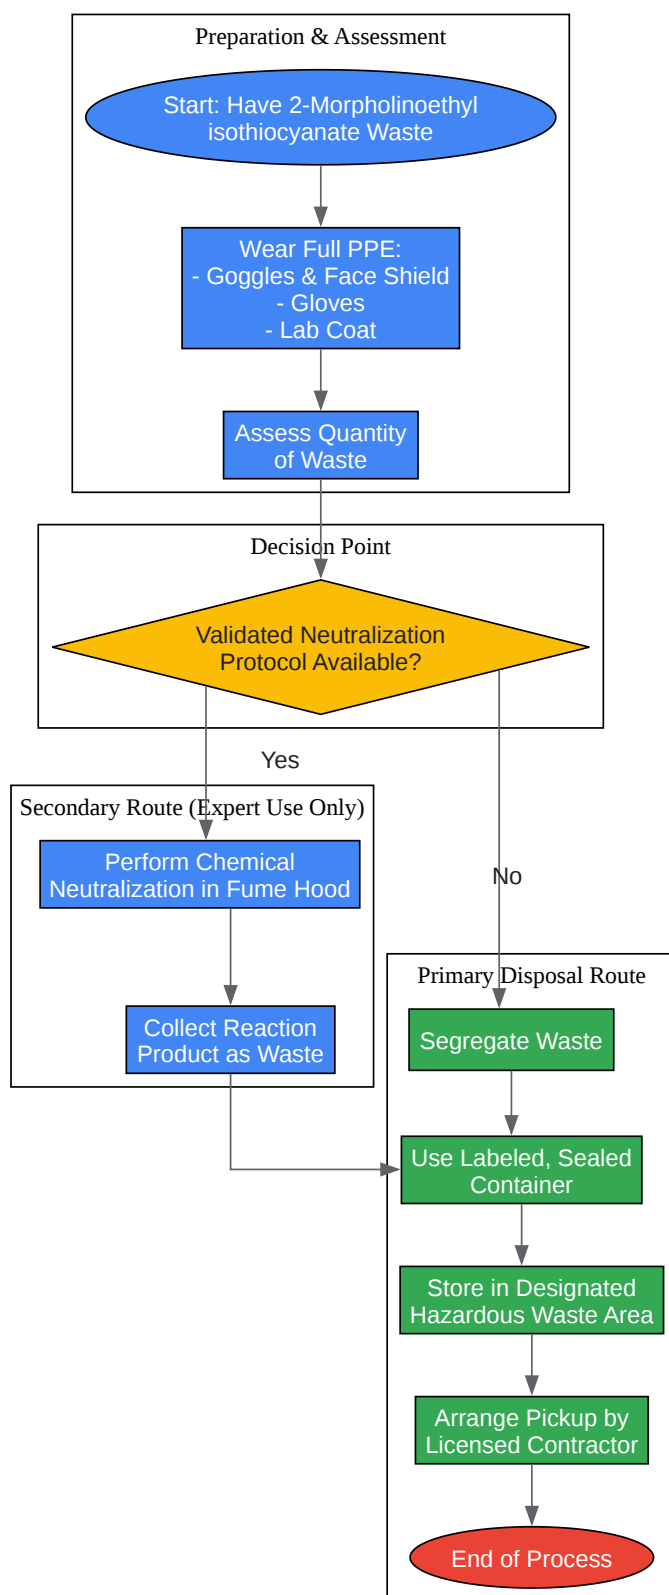 Preparation & Assessment
Start: Have 2-Morpholinoethyl
isothiocyanate Waste
Wear Full PPE:
- Goggles & Face Shield
- Gloves
- Lab Coat
Assess Quantity
of Waste
Decision Point
Validated Neutralization
Protocol Available?
Yes
Secondary Route (Expert Use Only)
Perform Chemical
Neutralization in Fume Hood
No
Collect Reaction
Product as Waste
Primary Disposal Route
Segregate Waste
Use Labeled, Sealed
Container
Store in Designated
Hazardous Waste Area
Arrange Pickup by
Licensed Contractor
End of Process